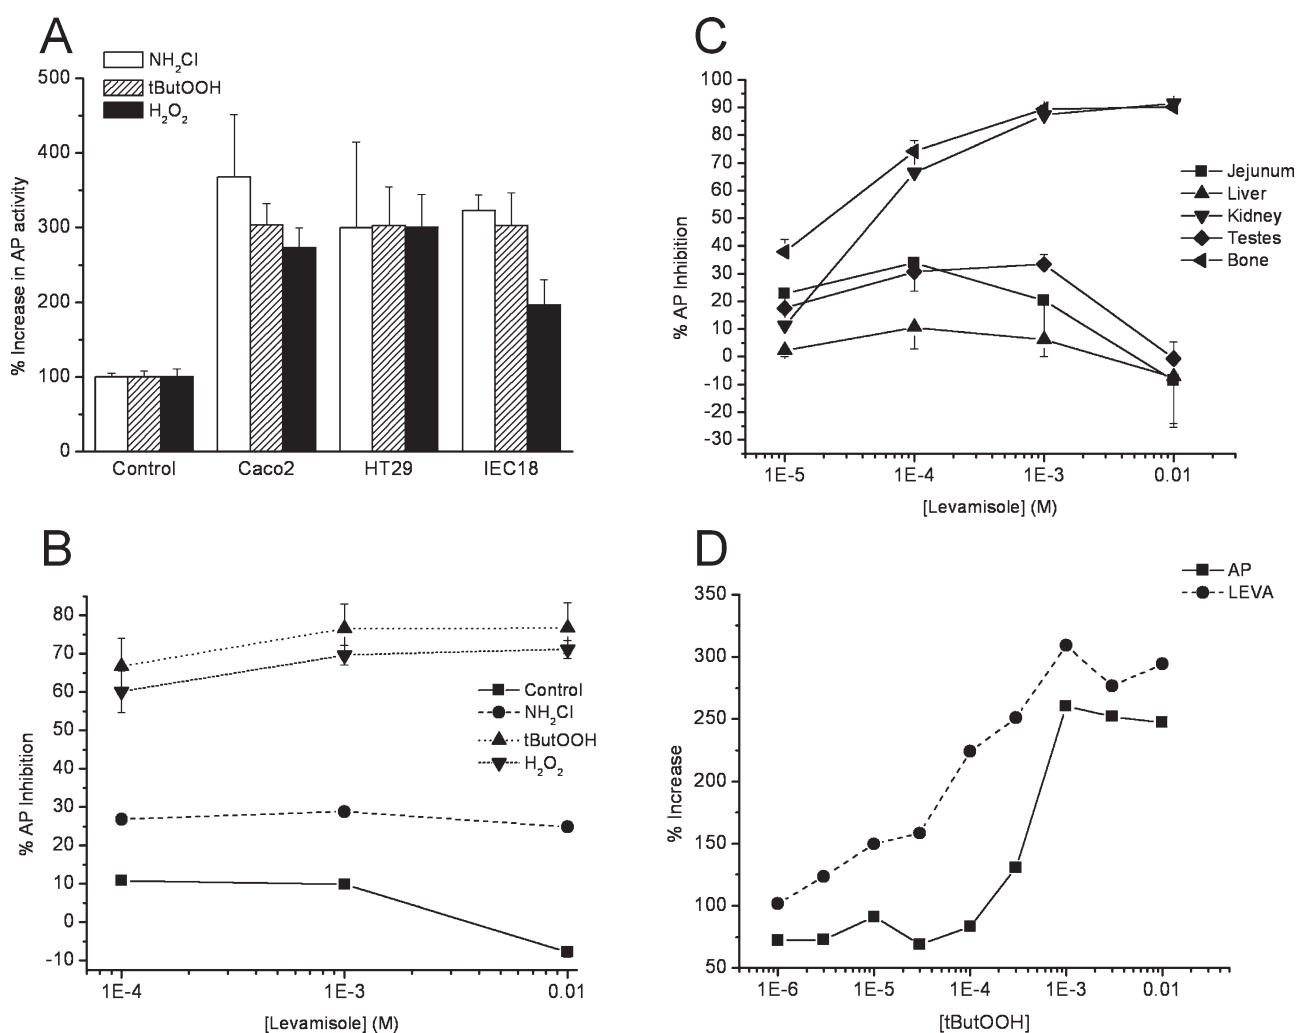 A
NH2Cl
tButOOH
H2O2
% Increase in AP activity
500
400
300
200
100
0
Control Caco2 HT29 IEC18
C
% AP Inhibition
100
90
80
70
60
50
40
30
20
10
0
-10
-20
-30
Jejunum
Liver
Kidney
Testes
Bone
1E-5 1E-4 1E-3 0.01
[Levamisole] (M)
B
% AP Inhibition
80
70
60
50
40
30
20
10
0
-10
Control
NH2Cl
tButOOH
H2O2
1E-4 1E-3 0.01
[Levamisole] (M)
D
AP
LEVA
% Increase
350
300
250
200
150
100
50
1E-6 1E-5 1E-4 1E-3 0.01
[tButOOH]